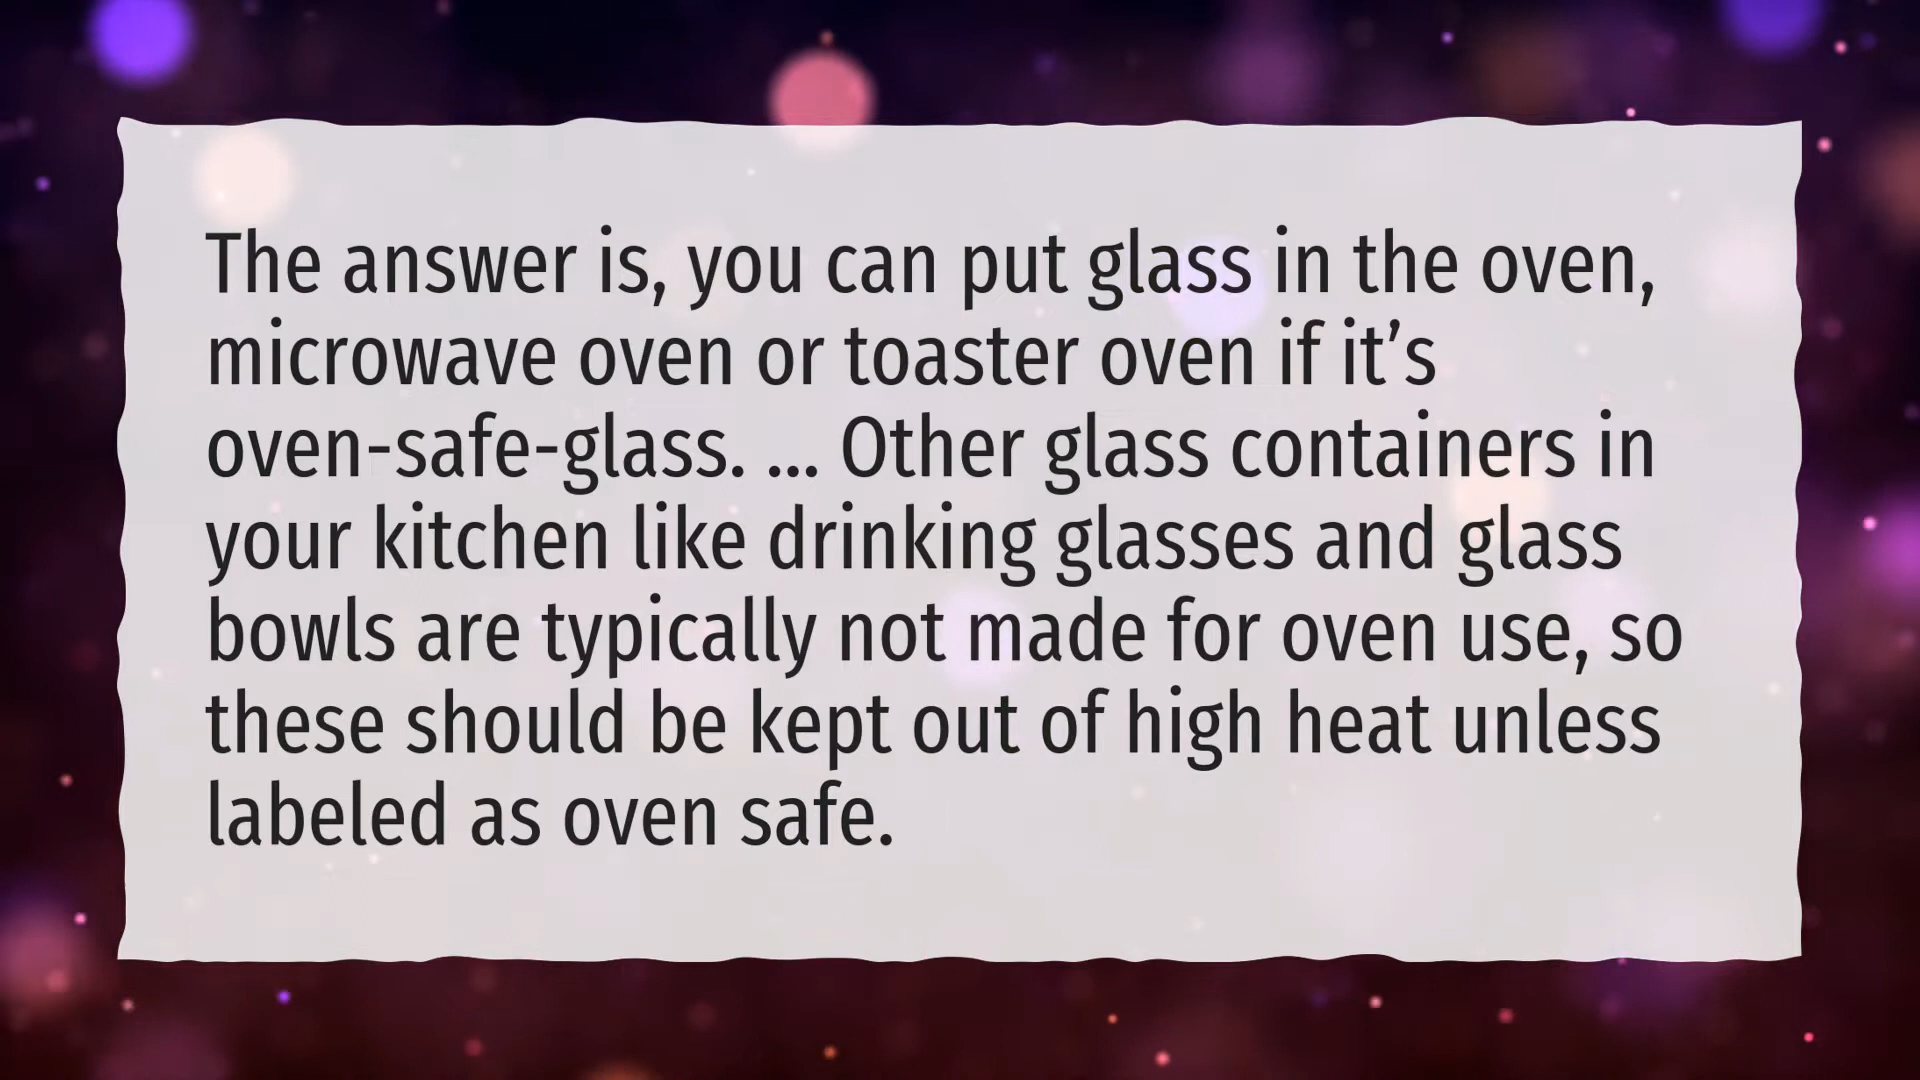 The answer is, you can put glass in the oven,
microwave oven or toaster oven if it’s
oven-safe-glass. ... Other glass containers in
your kitchen like drinking glasses and glass
bowls are typically not made for oven use, so
these should be kept out of high heat unless
labeled as oven safe.